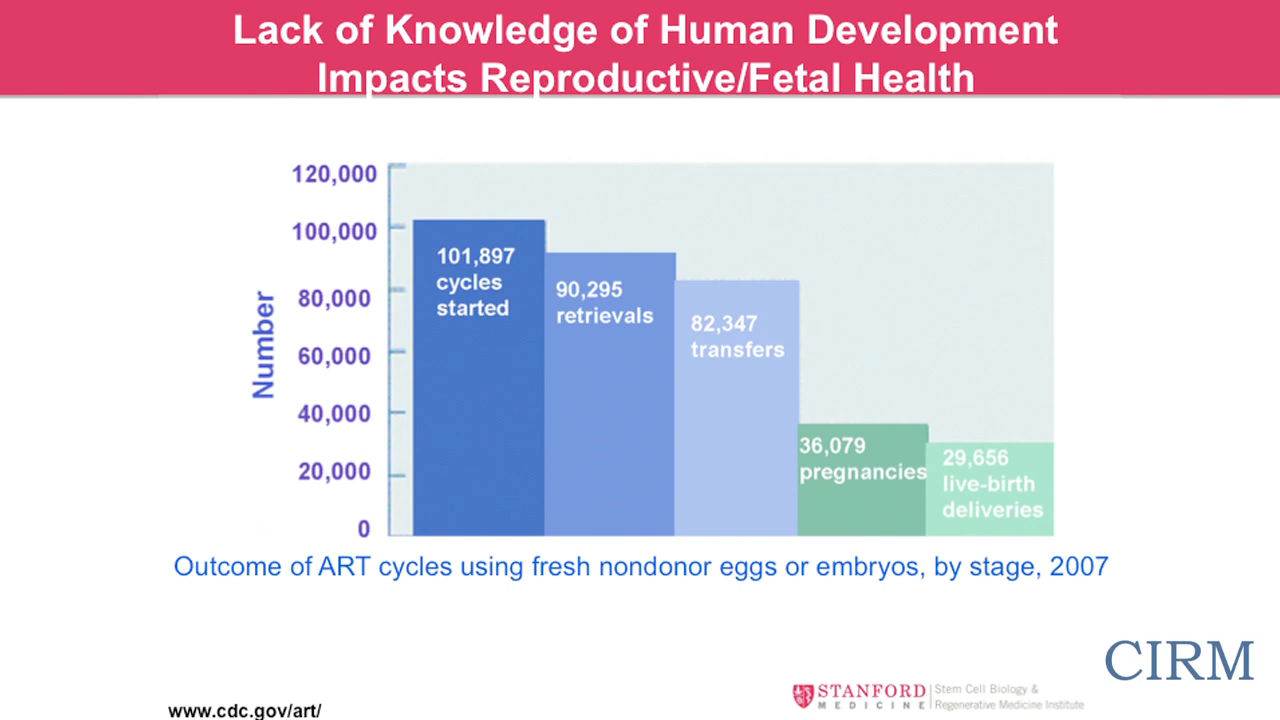 Lack of Knowledge of Human Development
Impacts Reproductive/Fetal Health
120,000
100,000
80,000
60,000
40,000
20,000
0
Number
101,897
cycles
started
90,295
retrievals
82,347
transfers
36,079
pregnancies
29,656
live-birth
deliveries
Outcome of ART cycles using fresh nondonor eggs or embryos, by stage, 2007
CIRM
STANFORD
MEDICINE
Stem Cell Biology &
Regenerative Medicine Institute
www.cdc.gov/art/